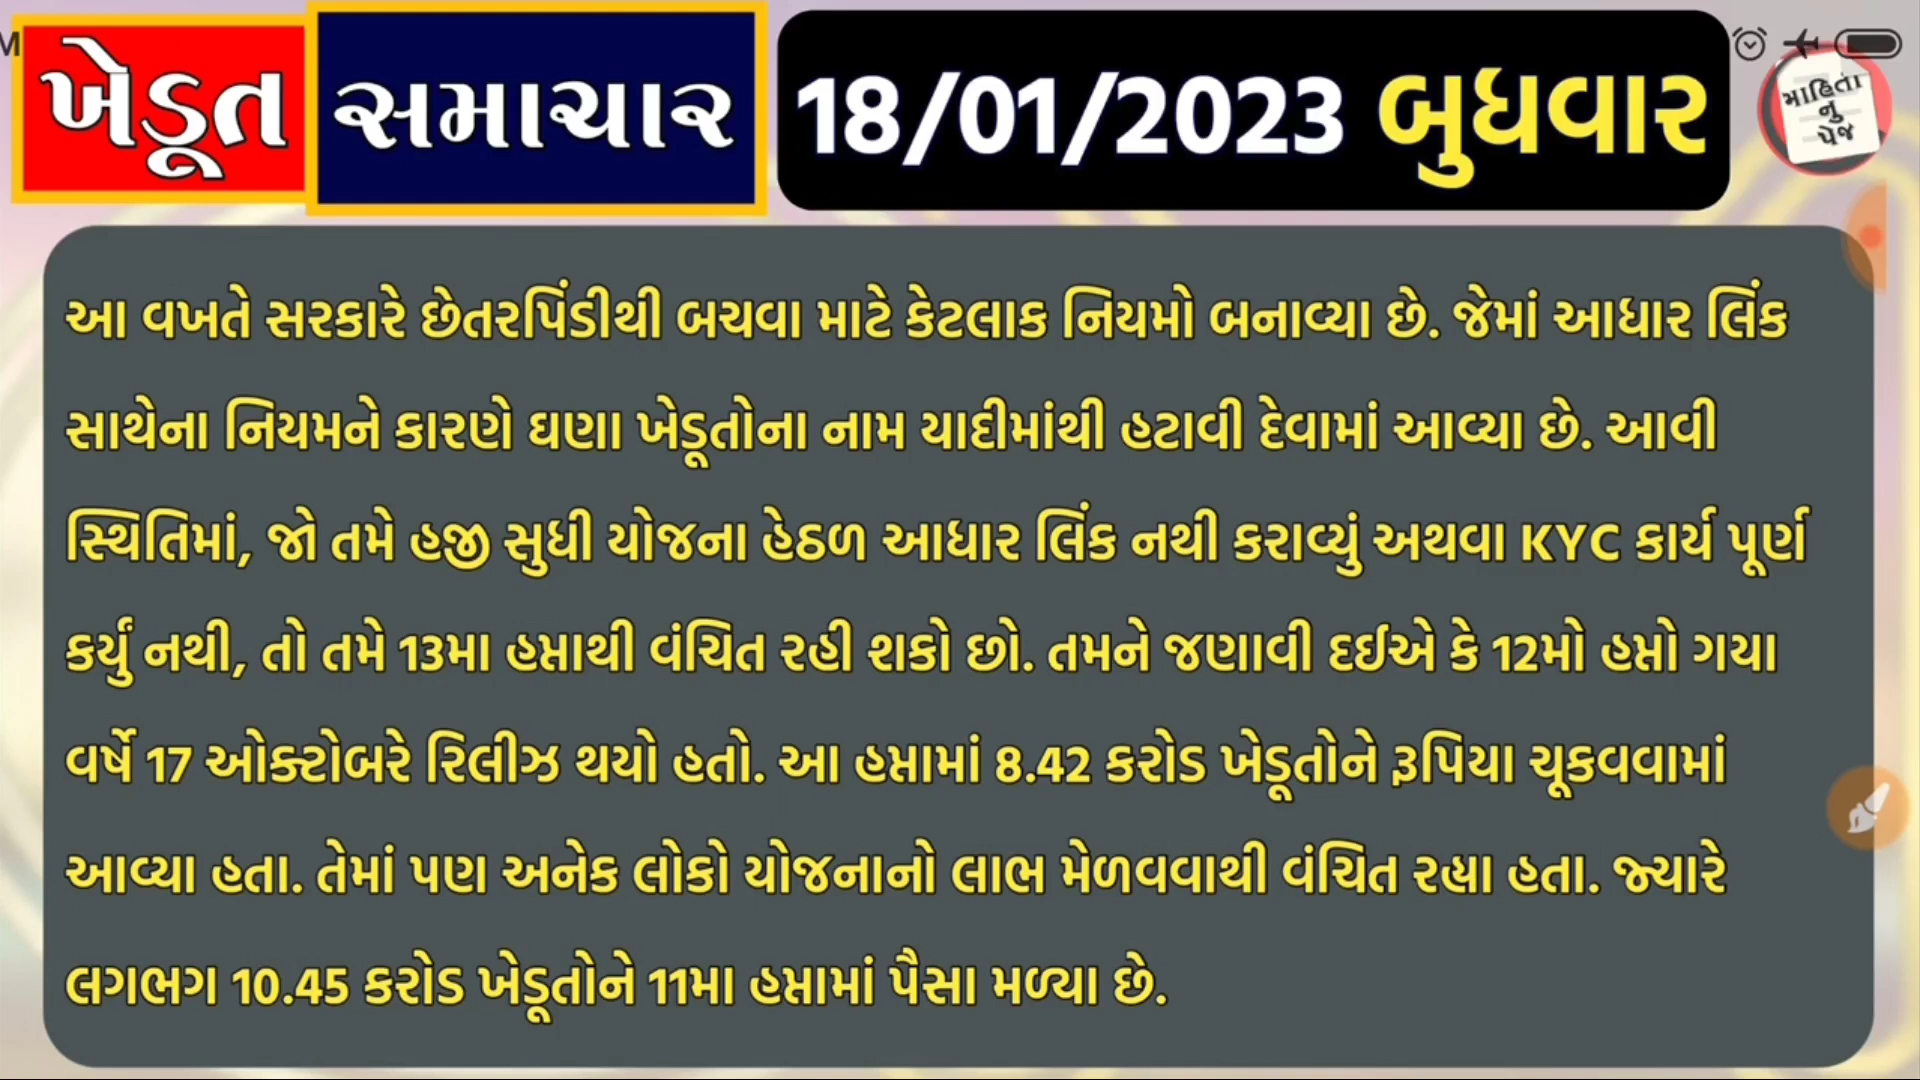 ખેડૂત સમાચાર 18/01/2023 બુધવાર
માહિતી
નું
પેજ
આ વખતે સરકારે છેતરપિંડીથી બચવા માટે કેટલાક નિયમો બનાવ્યા છે. જેમાં આધાર લિંક
સાથેના નિયમને કારણે ઘણા ખેડૂતોના નામ યાદીમાંથી હટાવી દેવામાં આવ્યા છે. આવી
સ્થિતિમાં, જો તમે હજી સુધી યોજના હેઠળ આધાર લિંક નથી કરાવ્યું અથવા KYC કાર્ય પૂર્ણ
કર્યું નથી, તો તમે 13મા હપ્તાથી વંચિત રહી શકો છો. તમને જણાવી દઈએ કે 12મો હપ્તો ગયા
વર્ષે 17 ઓક્ટોબરે રિલીઝ થયો હતો. આ હપ્તામાં 8.42 કરોડ ખેડૂતોને રૂપિયા ચૂકવવામાં
આવ્યા હતા. તેમાં પણ અનેક લોકો યોજનાનો લાભ મેળવવાથી વંચિત રહ્યા હતા. જ્યારે
લગભગ 10.45 કરોડ ખેડૂતોને 11મા હપ્તામાં પૈસા મળ્યા છે.